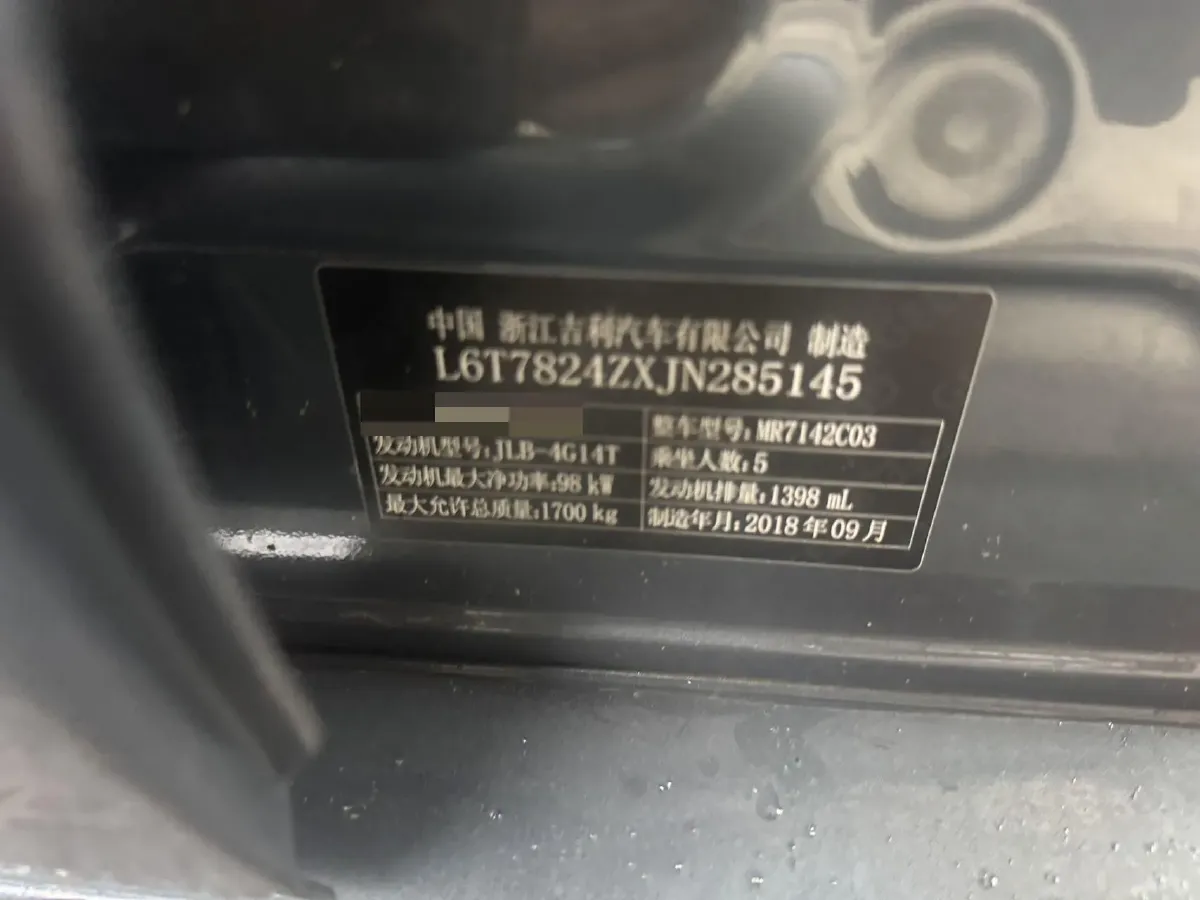 中国 浙江吉利汽车有限公司 制造
L6T7824ZXJN285145
整车型号:MR7142C03
发动机型号:JLB-4G14T
乘坐人数:5
发动机最大净功率:98 kW
发动机排量:1398 mL
最大允许总质量:1700 kg
制造年月:2018年09月